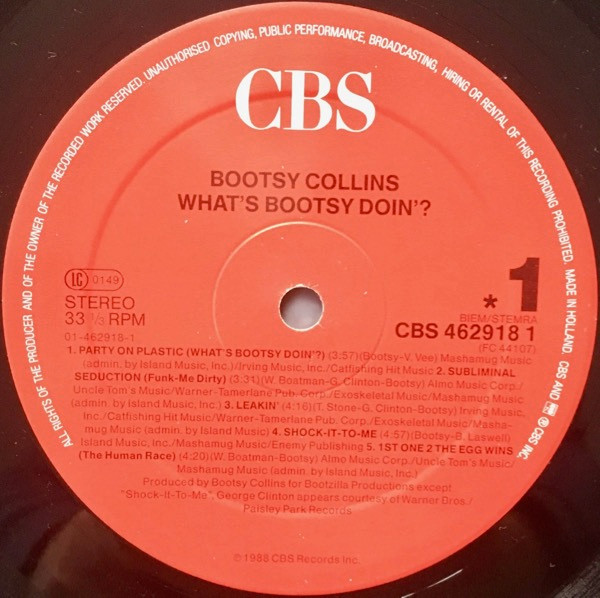 ALL RIGHTS OF THE PRODUCER AND OF THE OWNER OF THE RECORDED WORK RESERVED. UNAUTHORISED COPYING, PUBLIC PERFORMANCE, BROADCASTING, HIRING OR RENTAL OF THIS RECORDING PROHIBITED. MADE IN HOLLAND. CBS AND ℗ CBS INC.
CBS
BOOTSY COLLINS
WHAT'S BOOTSY DOIN'?
LC 0149
STEREO
33 1/3 RPM
01-462918-1
* 1
BIEM/STEMRA
CBS 462918 1
(FC 44107)
1. PARTY ON PLASTIC (WHAT'S BOOTSY DOIN'?) (3:57)(Bootsy-V. Vee) Mashamug Music
(admin. by Island Music, Inc.)/Irving Music, Inc./Catfishing Hit Music 2. SUBLIMINAL
SEDUCTION (Funk-Me Dirty) (3:31)(W. Boatman-G. Clinton-Bootsy) Almo Music Corp./
Uncle Tom's Music/Warner-Tamerlane Pub. Corp./Exoskeletal Music/Mashamug Music
(admin. by Island Music, Inc.) 3. LEAKIN' (4:16)(T. Stone-G. Clinton-Bootsy) Irving Music,
Inc./Catfishing Hit Music/Warner-Tamerlane Pub. Corp./Exoskeletal Music/Masha-
mug Music (admin. by Island Music) 4. SHOCK-IT-TO-ME (4:57)(Bootsy-B. Laswell)
Island Music, Inc./Mashamug Music/Enemy Publishing 5. 1ST ONE 2 THE EGG WINS
(The Human Race) (4:20)(W. Boatman-Bootsy) Almo Music Corp./Uncle Tom's Music/
Mashamug Music (admin. by Island Music, Inc.)
Produced by Bootsy Collins for Bootzilla Productions except
"Shock-It-To-Me", George Clinton appears courtesy of Warner Bros./
Paisley Park Records
℗ 1988 CBS Records Inc.